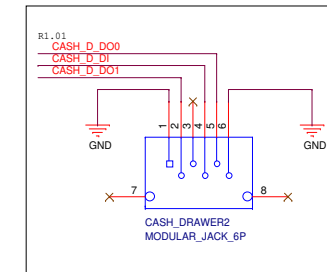 R1.01
CASH_D_DO0
CASH_D_DI
CASH_D_DO1
GND
1 2 3 4 5 6
GND
7
8
CASH_DRAWER2
MODULAR_JACK_6P